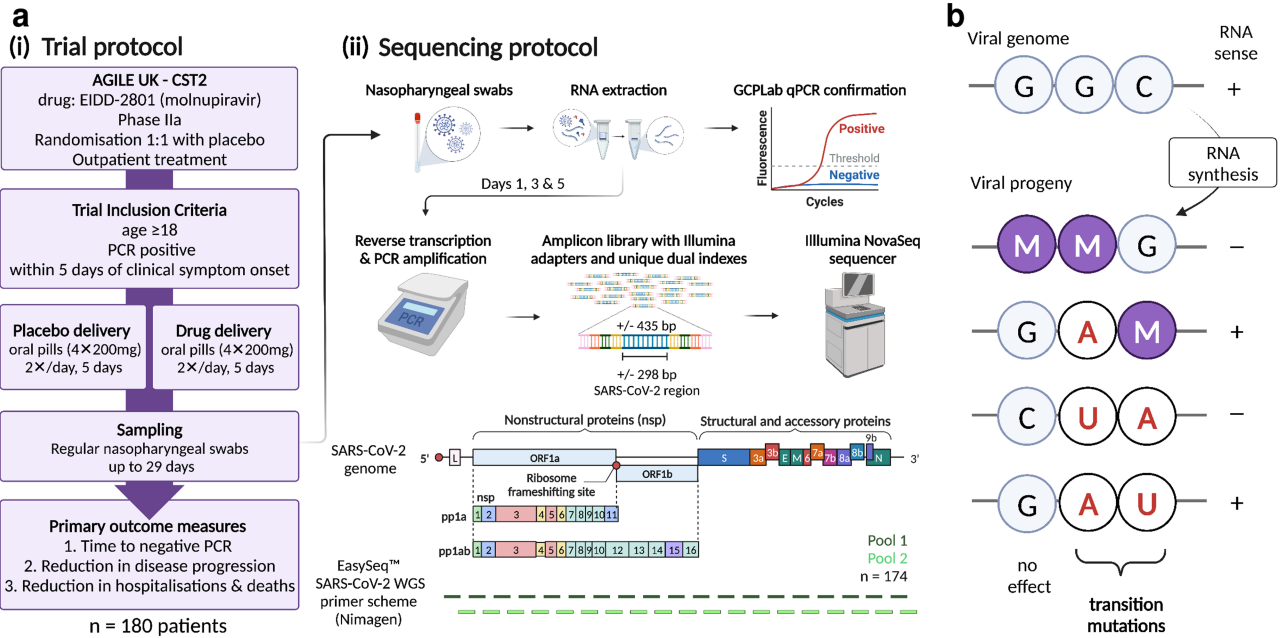 a
(i) Trial protocol
AGILE UK - CST2
drug: EIDD-2801 (molnupiravir)
Phase IIa
Randomisation 1:1 with placebo
Outpatient treatment
Trial Inclusion Criteria
age ≥18
PCR positive
within 5 days of clinical symptom onset
Placebo delivery
oral pills (4×200mg)
2×/day, 5 days
Drug delivery
oral pills (4×200mg)
2×/day, 5 days
Sampling
Regular nasopharyngeal swabs
up to 29 days
Primary outcome measures
1. Time to negative PCR
2. Reduction in disease progression
3. Reduction in hospitalisations & deaths
n = 180 patients
(ii) Sequencing protocol
Nasopharyngeal swabs
RNA extraction
GCPLab qPCR confirmation
Fluorescence
Positive
Threshold
Negative
Cycles
Days 1, 3 & 5
Reverse transcription
& PCR amplification
PCR
Amplicon library with Illumina
adapters and unique dual indexes
+/- 435 bp
+/- 298 bp
SARS-CoV-2 region
Illlumina NovaSeq
sequencer
Nonstructural proteins (nsp)
Structural and accessory proteins
SARS-CoV-2
genome
5' L ORF1a ORF1b S 3a 3b E M 6 7a 7b 8a 8b 9b N 3'
Ribosome
frameshifting site
nsp
pp1a 1 2 3 4 5 6 7 8 9 10 11
pp1ab 1 2 3 4 5 6 7 8 9 10 12 13 14 15 16
Pool 1
Pool 2
n = 174
EasySeq™
SARS-CoV-2 WGS
primer scheme
(Nimagen)
b
Viral genome
RNA
sense
G G C +
RNA
synthesis
Viral progeny
M M G −
G A M +
C U A −
G A U +
no
effect
transition
mutations